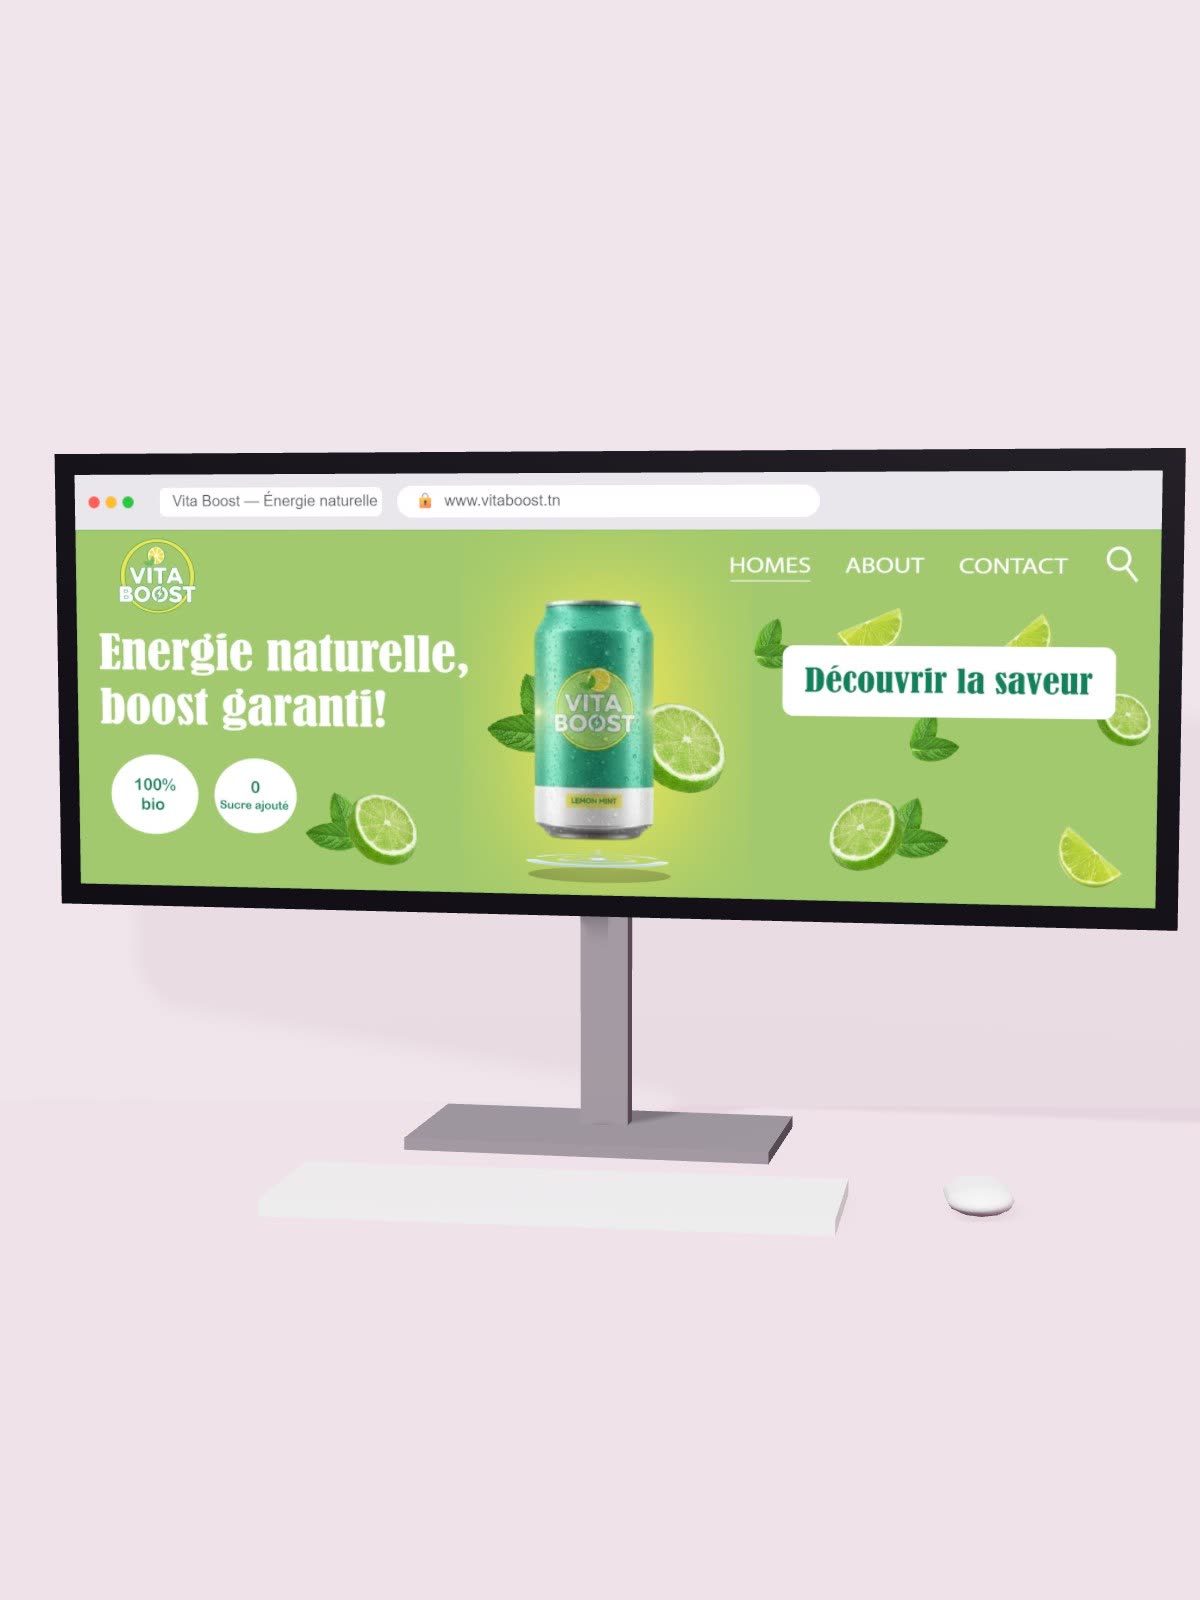 Vita Boost — Énergie naturelle
www.vitaboost.tn
VITA
BOOST
HOMES ABOUT CONTACT
Energie naturelle,
boost garanti!
100%
bio
0
Sucre ajouté
VITA
BOOST
LEMON MINT
Découvrir la saveur